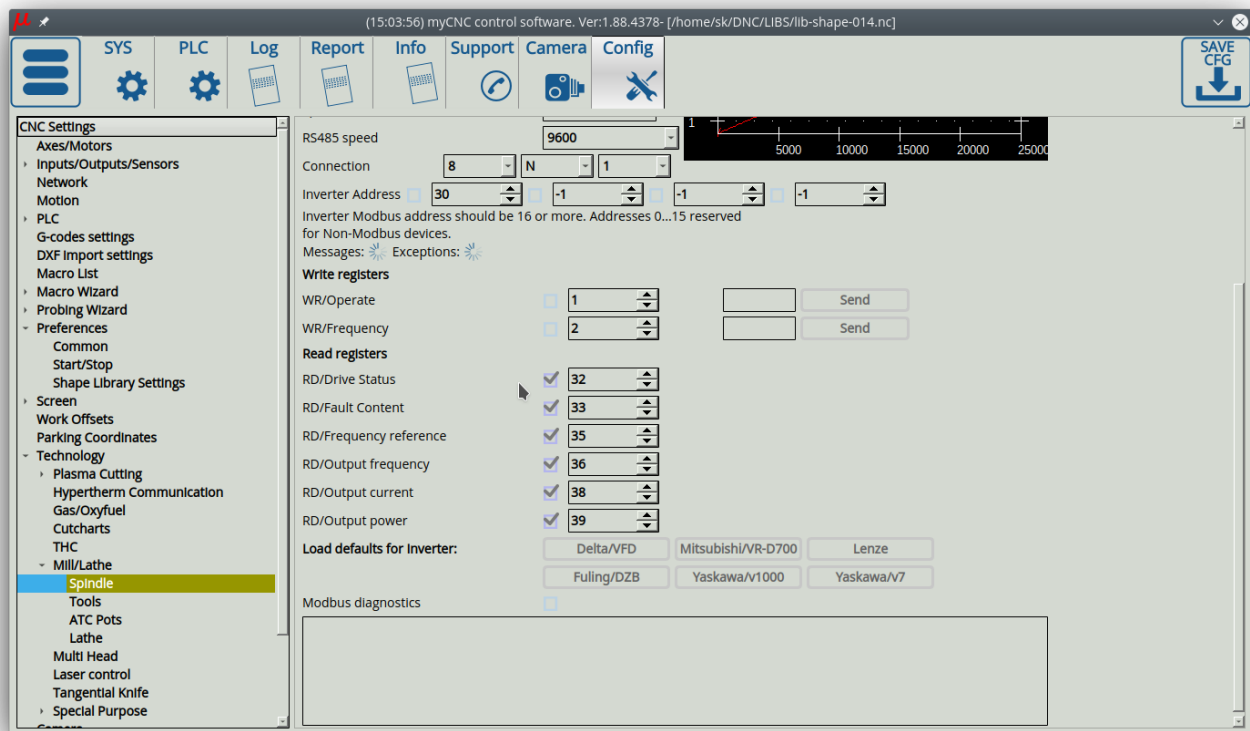 (15:03:56) myCNC control software. Ver:1.88.4378- [/home/sk/DNC/LIBS/lib-shape-014.nc]
SYS PLC Log Report Info Support Camera Config SAVE CFG
CNC Settings
Axes/Motors
Inputs/Outputs/Sensors
Network
Motion
PLC
G-codes settings
DXF import settings
Macro List
Macro Wizard
Probing Wizard
Preferences
Common
Start/Stop
Shape Library Settings
Screen
Work Offsets
Parking Coordinates
Technology
Plasma Cutting
Hypertherm Communication
Gas/Oxyfuel
Cutcharts
THC
Mill/Lathe
Spindle
Tools
ATC Pots
Lathe
Multi Head
Laser control
Tangential Knife
Special Purpose
1
5000 10000 15000 20000 25000
RS485 speed 9600
Connection 8 N 1
Inverter Address 30 -1 -1 -1
Inverter Modbus address should be 16 or more. Addresses 0...15 reserved
for Non-Modbus devices.
Messages: Exceptions:
Write registers
WR/Operate 1 Send
WR/Frequency 2 Send
Read registers
RD/Drive Status 32
RD/Fault Content 33
RD/Frequency reference 35
RD/Output frequency 36
RD/Output current 38
RD/Output power 39
Load defaults for Inverter: Delta/VFD Mitsubishi/VR-D700 Lenze
Fuling/DZB Yaskawa/v1000 Yaskawa/v7
Modbus diagnostics